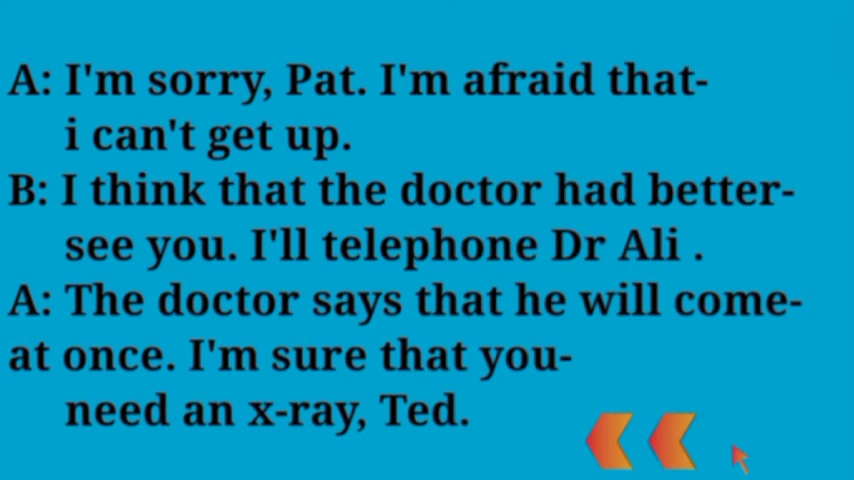 A: I'm sorry, Pat. I'm afraid that-
i can't get up.
B: I think that the doctor had better-
see you. I'll telephone Dr Ali .
A: The doctor says that he will come-
at once. I'm sure that you-
need an x-ray, Ted.